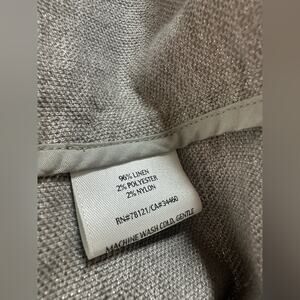 96% LINEN
2% POLYESTER
2% NYLON
RN#78121/CA#34460
MACHINE WASH COLD, GENTLE